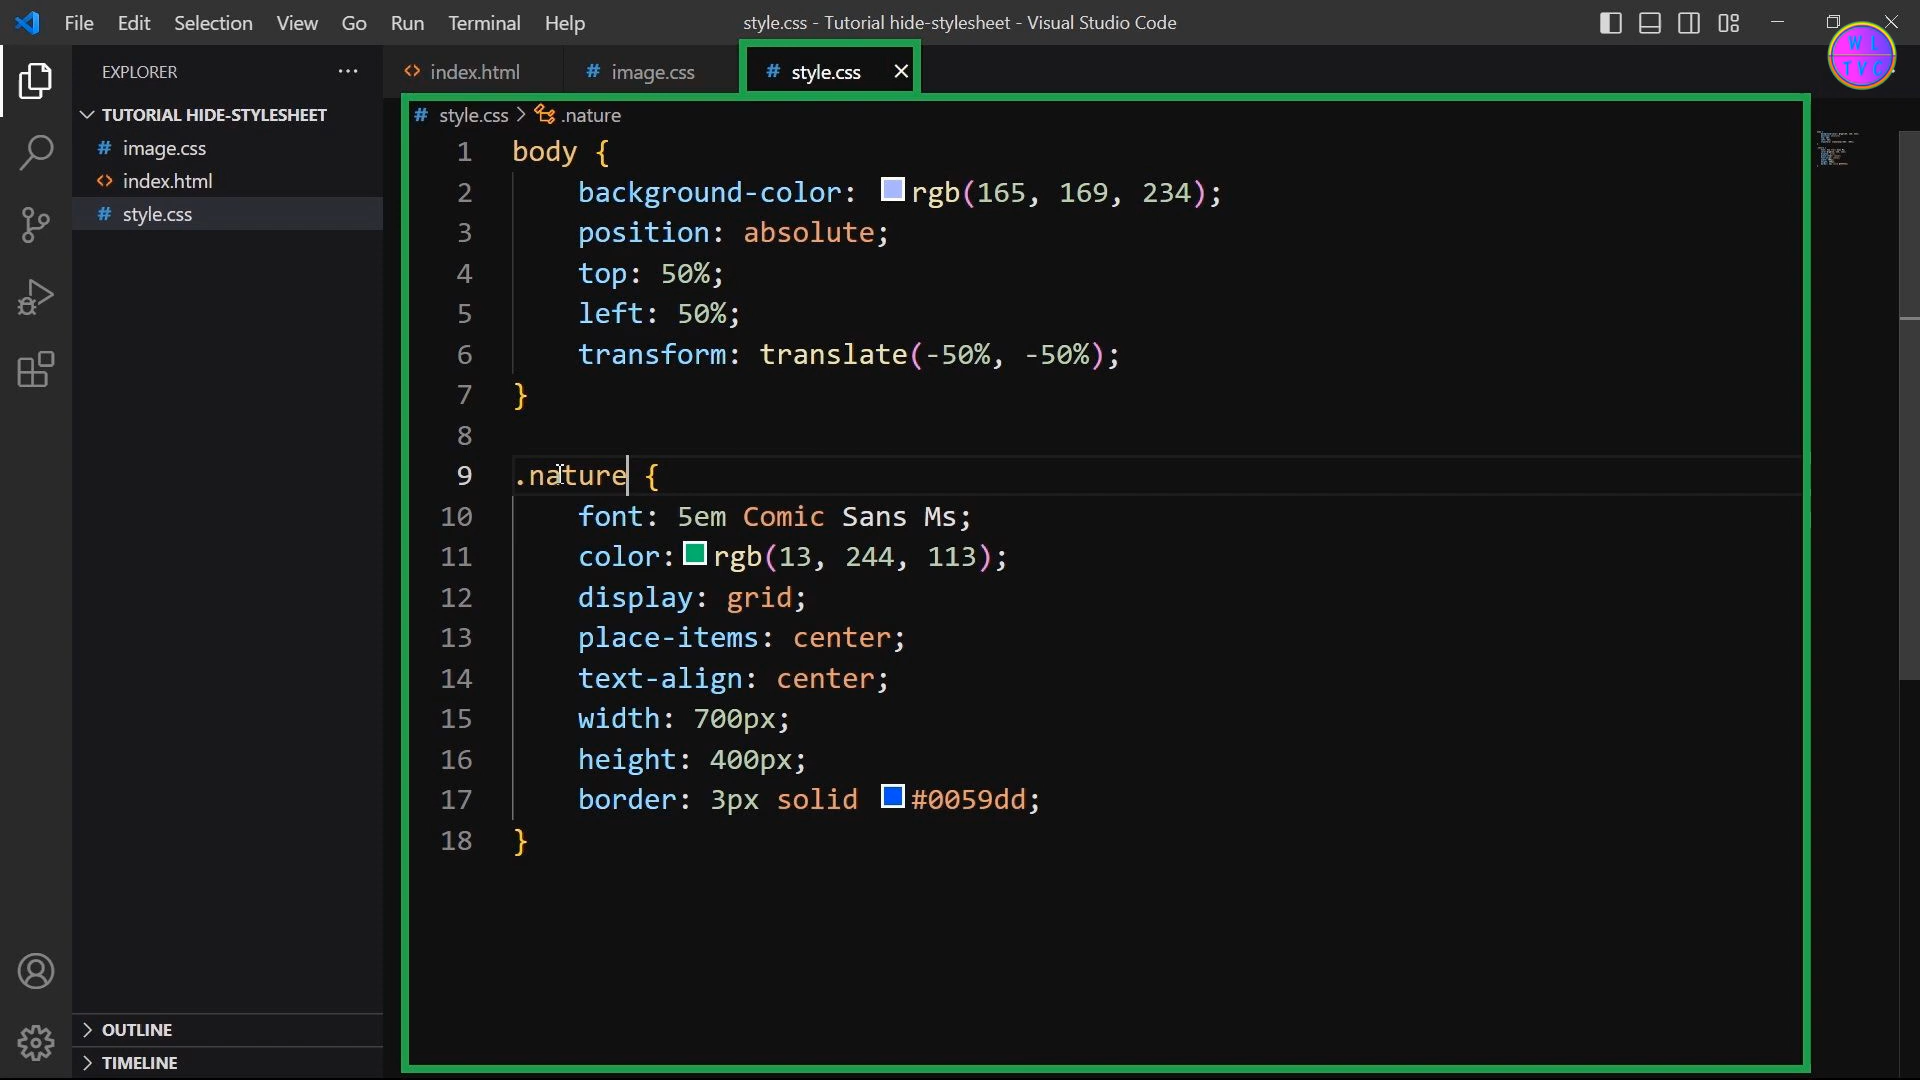 File Edit Selection View Go Run Terminal Help
style.css - Tutorial hide-stylesheet - Visual Studio Code
W L
T V C
EXPLORER
TUTORIAL HIDE-STYLESHEET
# image.css
<> index.html
# style.css
OUTLINE
TIMELINE
<> index.html
# image.css
# style.css
# style.css > .nature
1 body {
2 background-color: rgb(165, 169, 234);
3 position: absolute;
4 top: 50%;
5 left: 50%;
6 transform: translate(-50%, -50%);
7 }
8
9 .nature {
10 font: 5em Comic Sans Ms;
11 color: rgb(13, 244, 113);
12 display: grid;
13 place-items: center;
14 text-align: center;
15 width: 700px;
16 height: 400px;
17 border: 3px solid #0059dd;
18 }